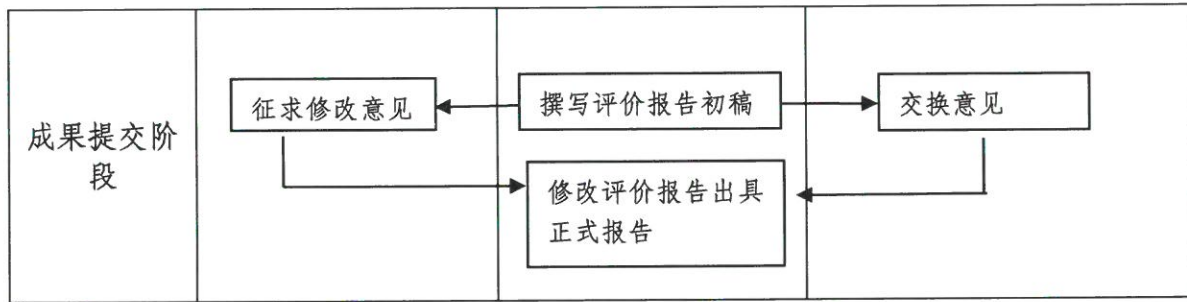 成果提交阶
段
征求修改意见
撰写评价报告初稿
交换意见
修改评价报告出具
正式报告